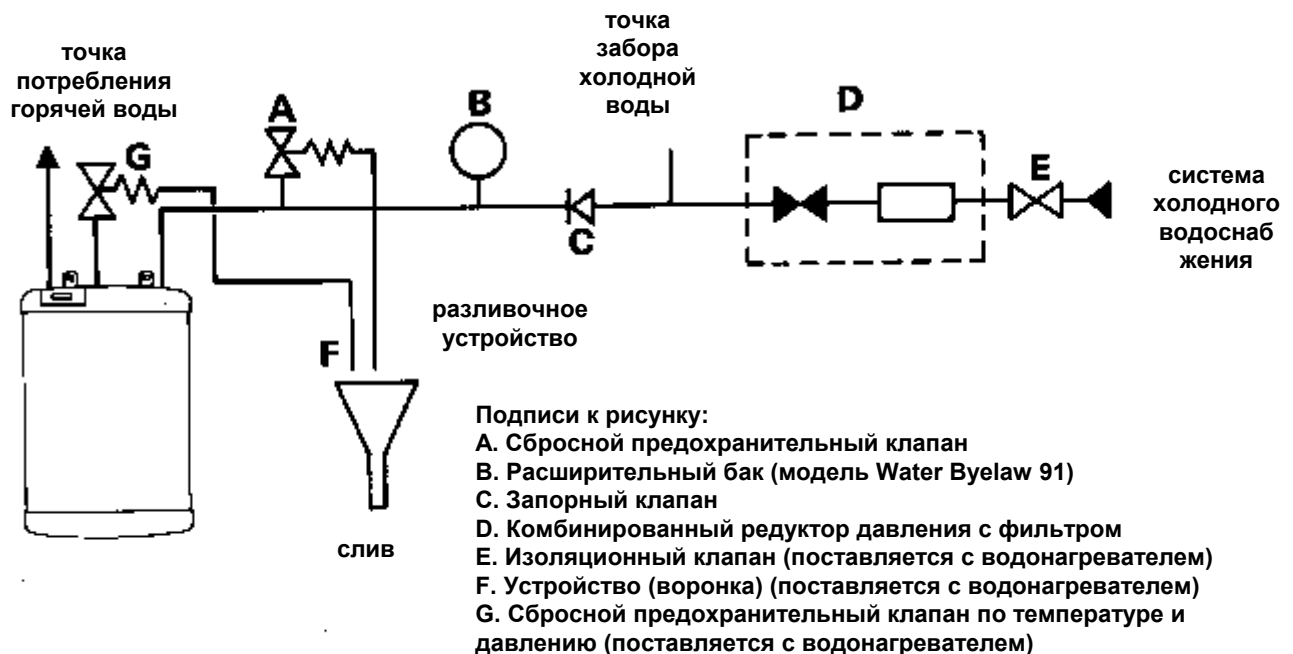 точка
потребления
горячей воды
точка
забора
холодной
воды
A
B
D
G
E
C
система
холодного
водоснаб
жения
разливочное
устройство
F
слив
Подписи к рисунку:
A. Сбросной предохранительный клапан
B. Расширительный бак (модель Water Byelaw 91)
C. Запорный клапан
D. Комбинированный редуктор давления с фильтром
E. Изоляционный клапан (поставляется с водонагревателем)
F. Устройство (воронка) (поставляется с водонагревателем)
G. Сбросной предохранительный клапан по температуре и
давлению (поставляется с водонагревателем)